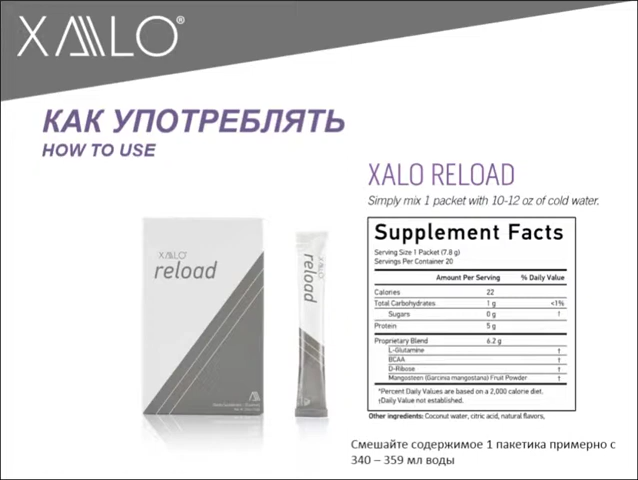 XALO®
КАК УПОТРЕБЛЯТЬ
HOW TO USE
XALO RELOAD
Simply mix 1 packet with 10-12 oz of cold water.
XALO
reload
XALO
reload
Supplement Facts
Serving Size 1 Packet (7.8 g)
Servings Per Container 20
Amount Per Serving % Daily Value
Calories 22
Total Carbohydrates 1 g <1%
Sugars 0 g †
Protein 5 g
Proprietary Blend 6.2 g
L-Glutamine †
BCAA †
D-Ribose †
Mangosteen (Garcinia mangostana) Fruit Powder †
*Percent Daily Values are based on a 2,000 calorie diet.
†Daily Value not established.
Other ingredients: Coconut water, citric acid, natural flavors,
Смешайте содержимое 1 пакетика примерно с
340 – 359 мл воды